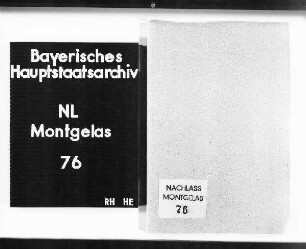 Bayerisches
Hauptstaatsarchiv
NL
Montgelas
76
RH HE
NACHLASS
MONTGELAS
76